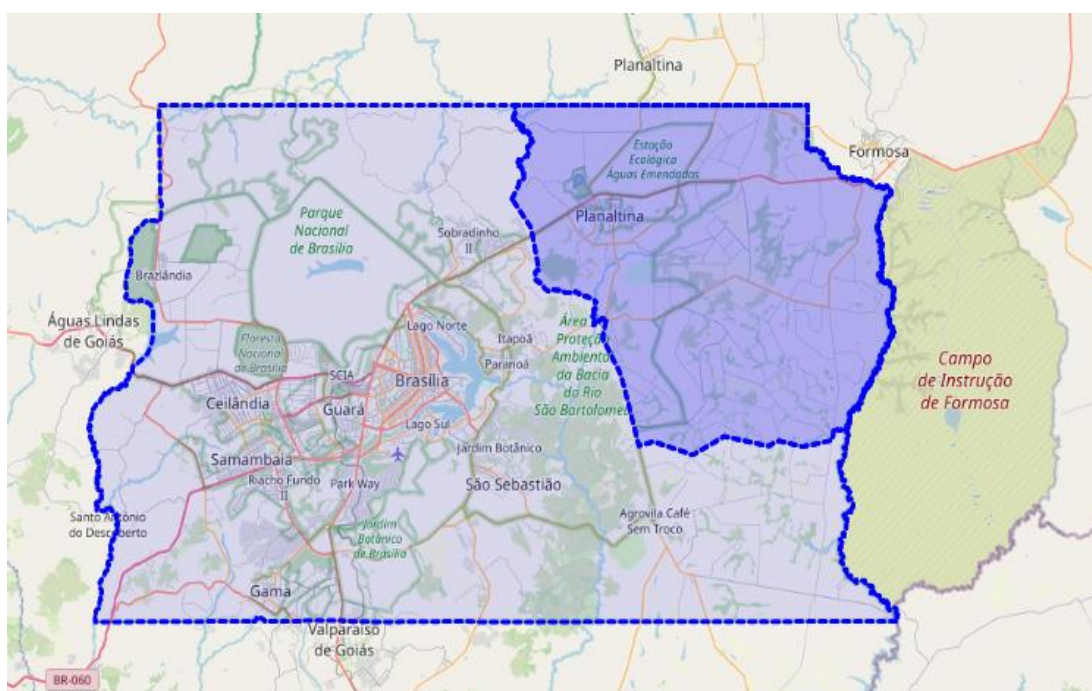 Planaltina
Formosa
Estação
Ecológica
Águas Emendadas
Planaltina
Parque
Nacional
de Brasília
Sobradinho
II
Brazlândia
Águas Lindas
de Goiás
Lago Norte
Floresta
Nacional
de Brasília
Itapoã
Área
Proteção
Ambienta
da Bacia
do Rio
São Bartolomeu
Campo
de Instrução
de Formosa
SCIA
Paranoá
Brasília
Ceilândia
Guará
Lago Sul
Jardim Botânico
Samambaia
Riacho Fundo
II
Park Way
São Sebastião
Santo Antônio
do Descoberto
Agrovila Café
Sem Troco
Jardim
Botânico
de Brasília
Gama
Valparaíso
de Goiás
BR-060